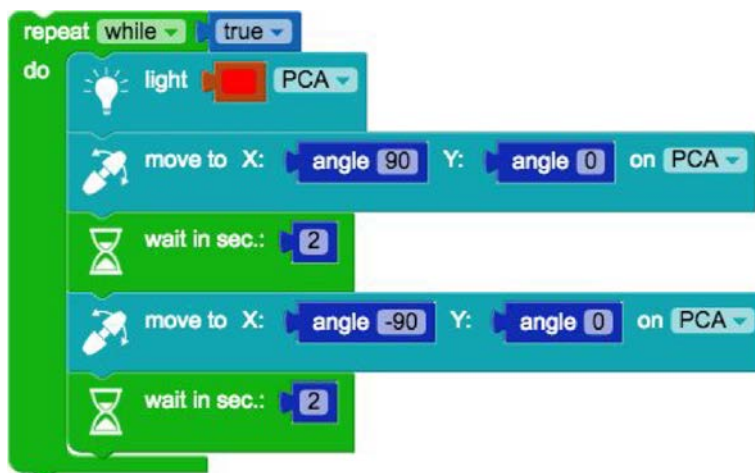 repeat while true
do
light PCA
move to X: angle 90 Y: angle 0 on PCA
wait in sec.: 2
move to X: angle -90 Y: angle 0 on PCA
wait in sec.: 2